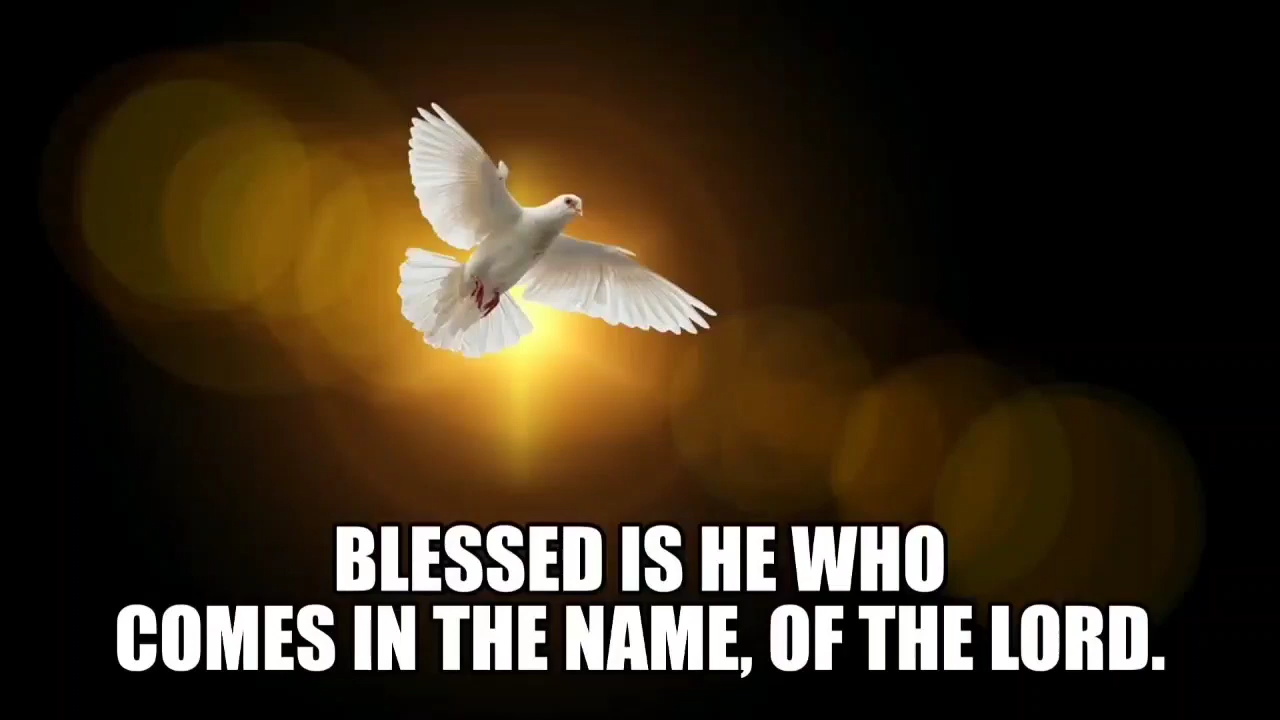 BLESSED IS HE WHO
COMES IN THE NAME, OF THE LORD.